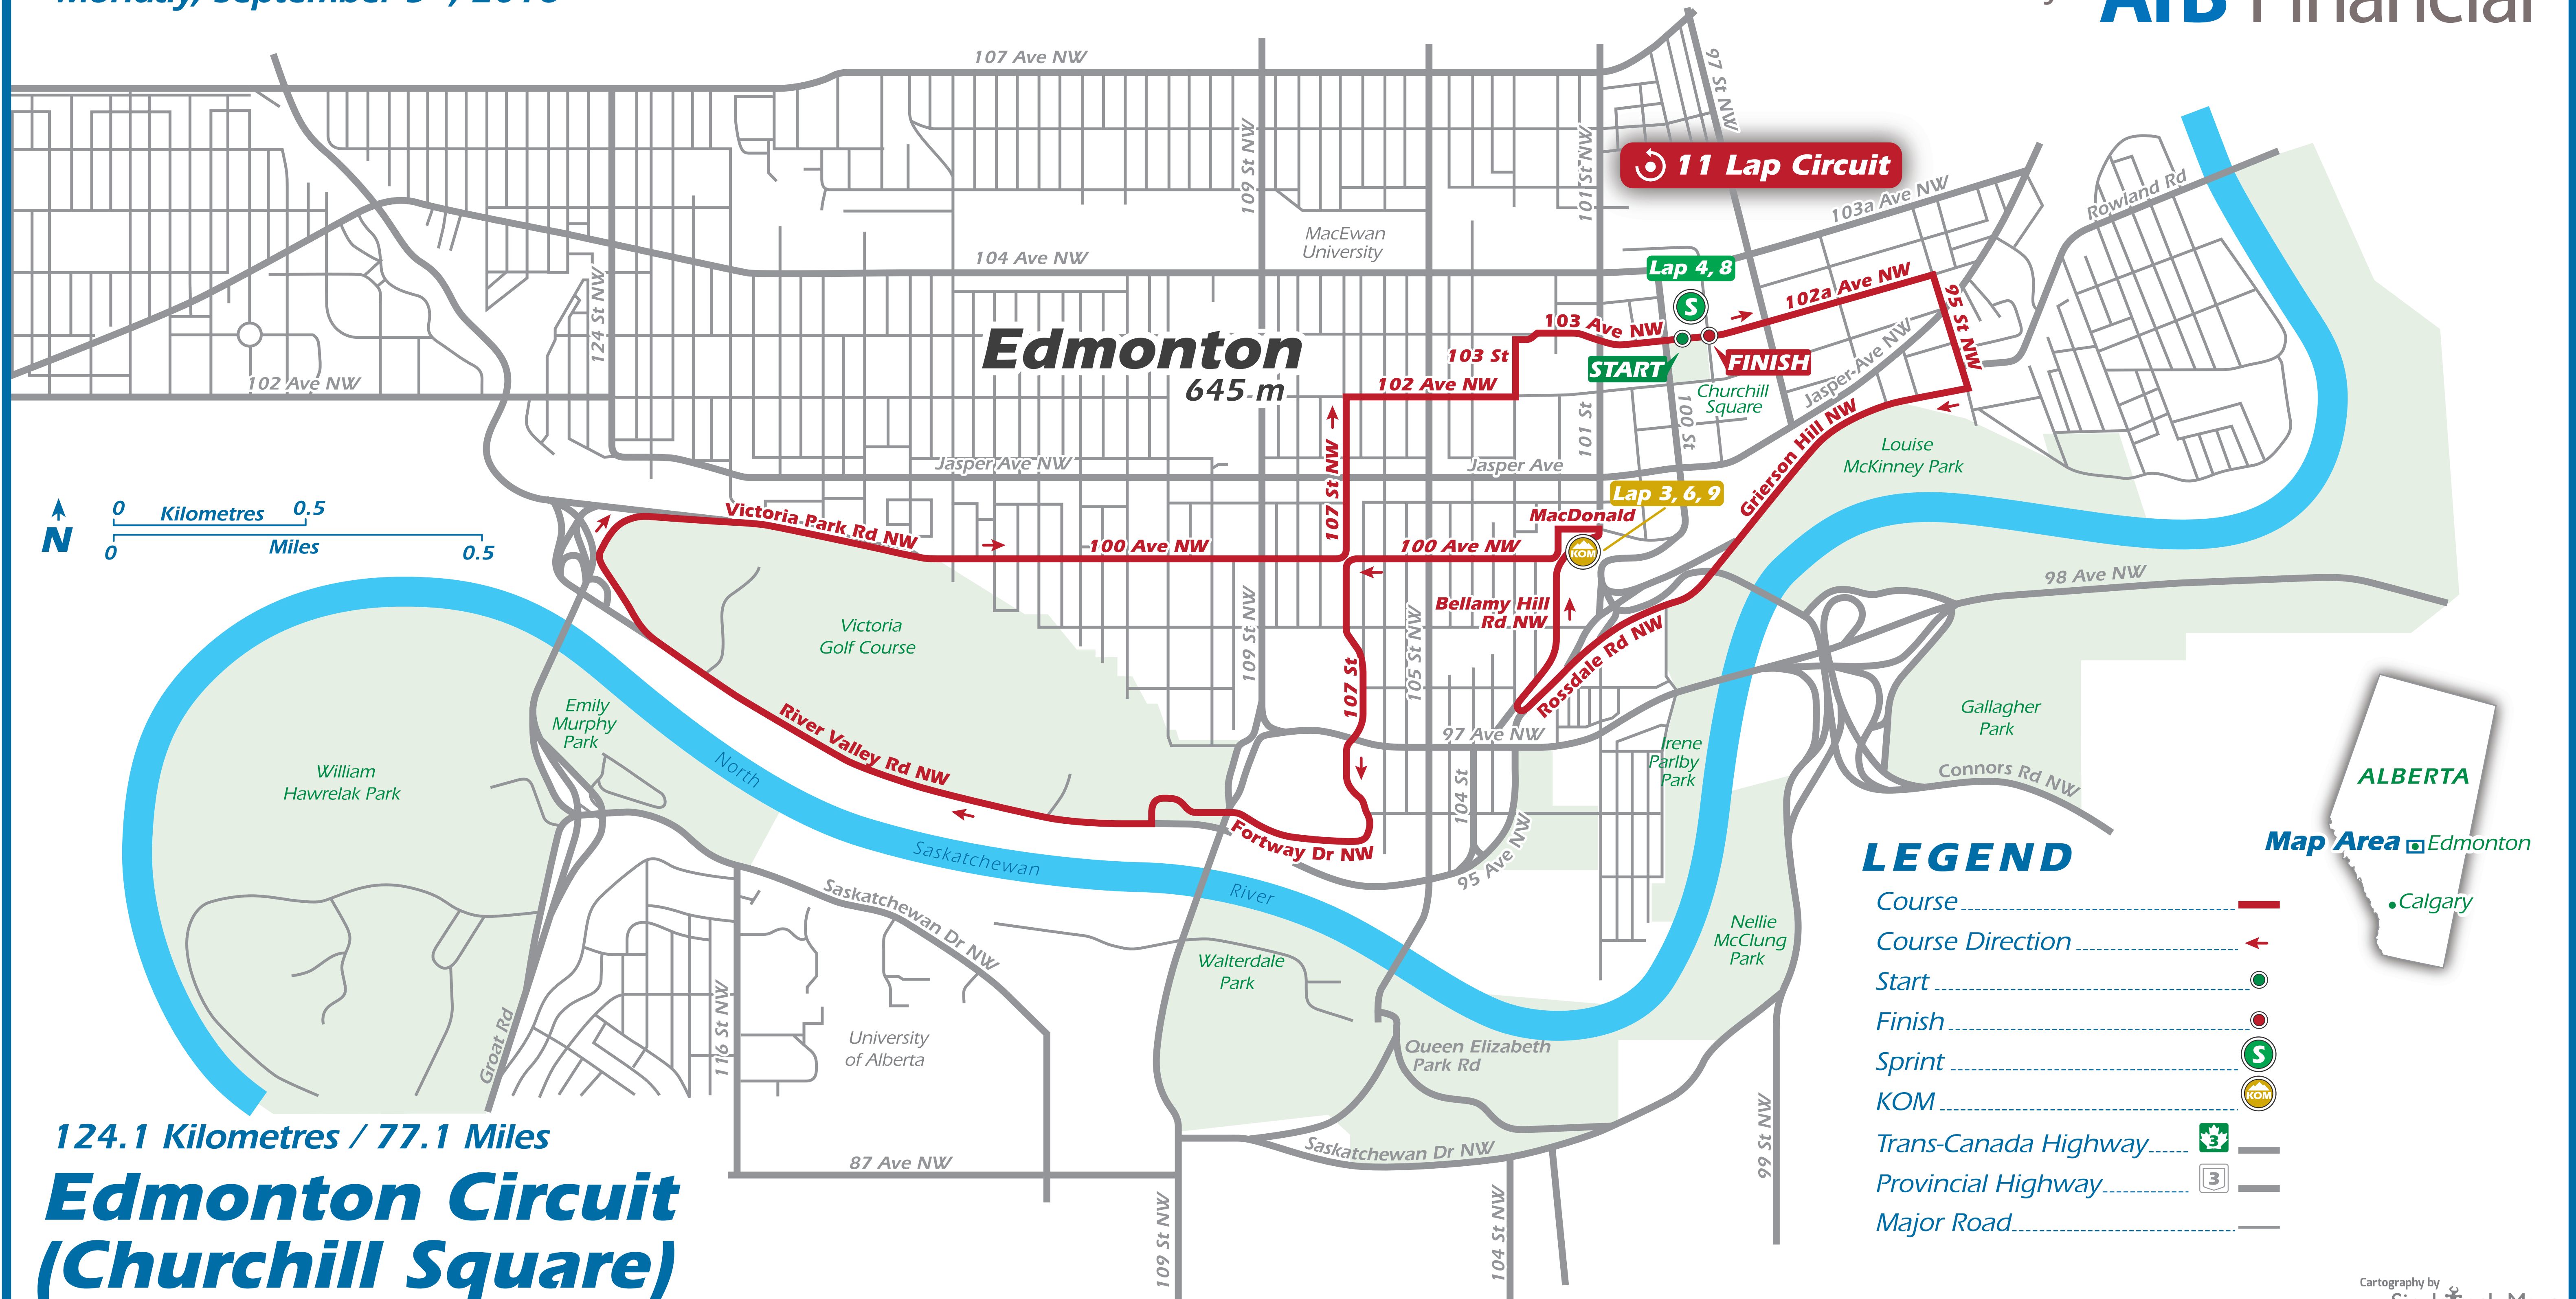 ATB Financial
107 Ave NW
97 St NW
109 St NW
101 St NW
11 Lap Circuit
103a Ave NW
Rowland Rd
MacEwan
University
104 Ave NW
Lap 4, 8
S
102a Ave NW
95 St NW
124 St NW
103 Ave NW
Edmonton
645 m
103 St
START
FINISH
102 Ave NW
102 Ave NW
Churchill
Square
Jasper Ave NW
100 St
101 St
Grierson Hill NW
Louise
McKinney Park
107 St NW
Jasper Ave NW
Jasper Ave
Lap 3, 6, 9
0 Kilometres 0.5
N
0 Miles 0.5
Victoria Park Rd NW
100 Ave NW
100 Ave NW
MacDonald
KOM
98 Ave NW
Bellamy Hill
Rd NW
109 St NW
105 St NW
Rossdale Rd NW
Victoria
Golf Course
107 St
97 Ave NW
Emily
Murphy
Park
River Valley Rd NW
North
Saskatchewan
River
William
Hawrelak Park
Irene
Parlby
Park
Gallagher
Park
Connors Rd NW
104 St
95 Ave NW
Fortway Dr NW
Saskatchewan Dr NW
Walterdale
Park
Nellie
McClung
Park
116 St NW
Groat Rd
University
of Alberta
Queen Elizabeth
Park Rd
99 St NW
Saskatchewan Dr NW
87 Ave NW
109 St NW
104 St NW
ALBERTA
Map Area
Edmonton
Calgary
LEGEND
Course
Course Direction
Start
Finish
Sprint S
KOM KOM
Trans-Canada Highway 3
Provincial Highway 3
Major Road
124.1 Kilometres / 77.1 Miles
Edmonton Circuit
(Churchill Square)
Cartography by